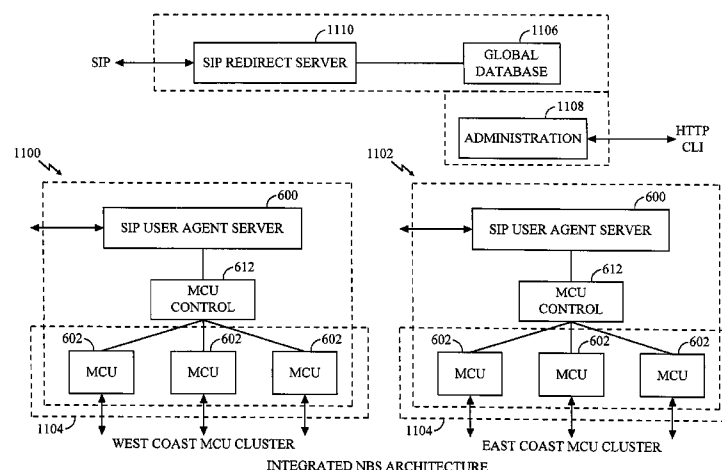 1110
1106
SIP
SIP REDIRECT SERVER
GLOBAL
DATABASE
1108
ADMINISTRATION
HTTP
CLI
1100
1102
600
600
SIP USER AGENT SERVER
SIP USER AGENT SERVER
612
612
MCU
CONTROL
MCU
CONTROL
602
602
602
602
602
602
MCU
MCU
MCU
MCU
MCU
MCU
1104
1104
WEST COAST MCU CLUSTER
EAST COAST MCU CLUSTER
INTEGRATED NBS ARCHITECTURE